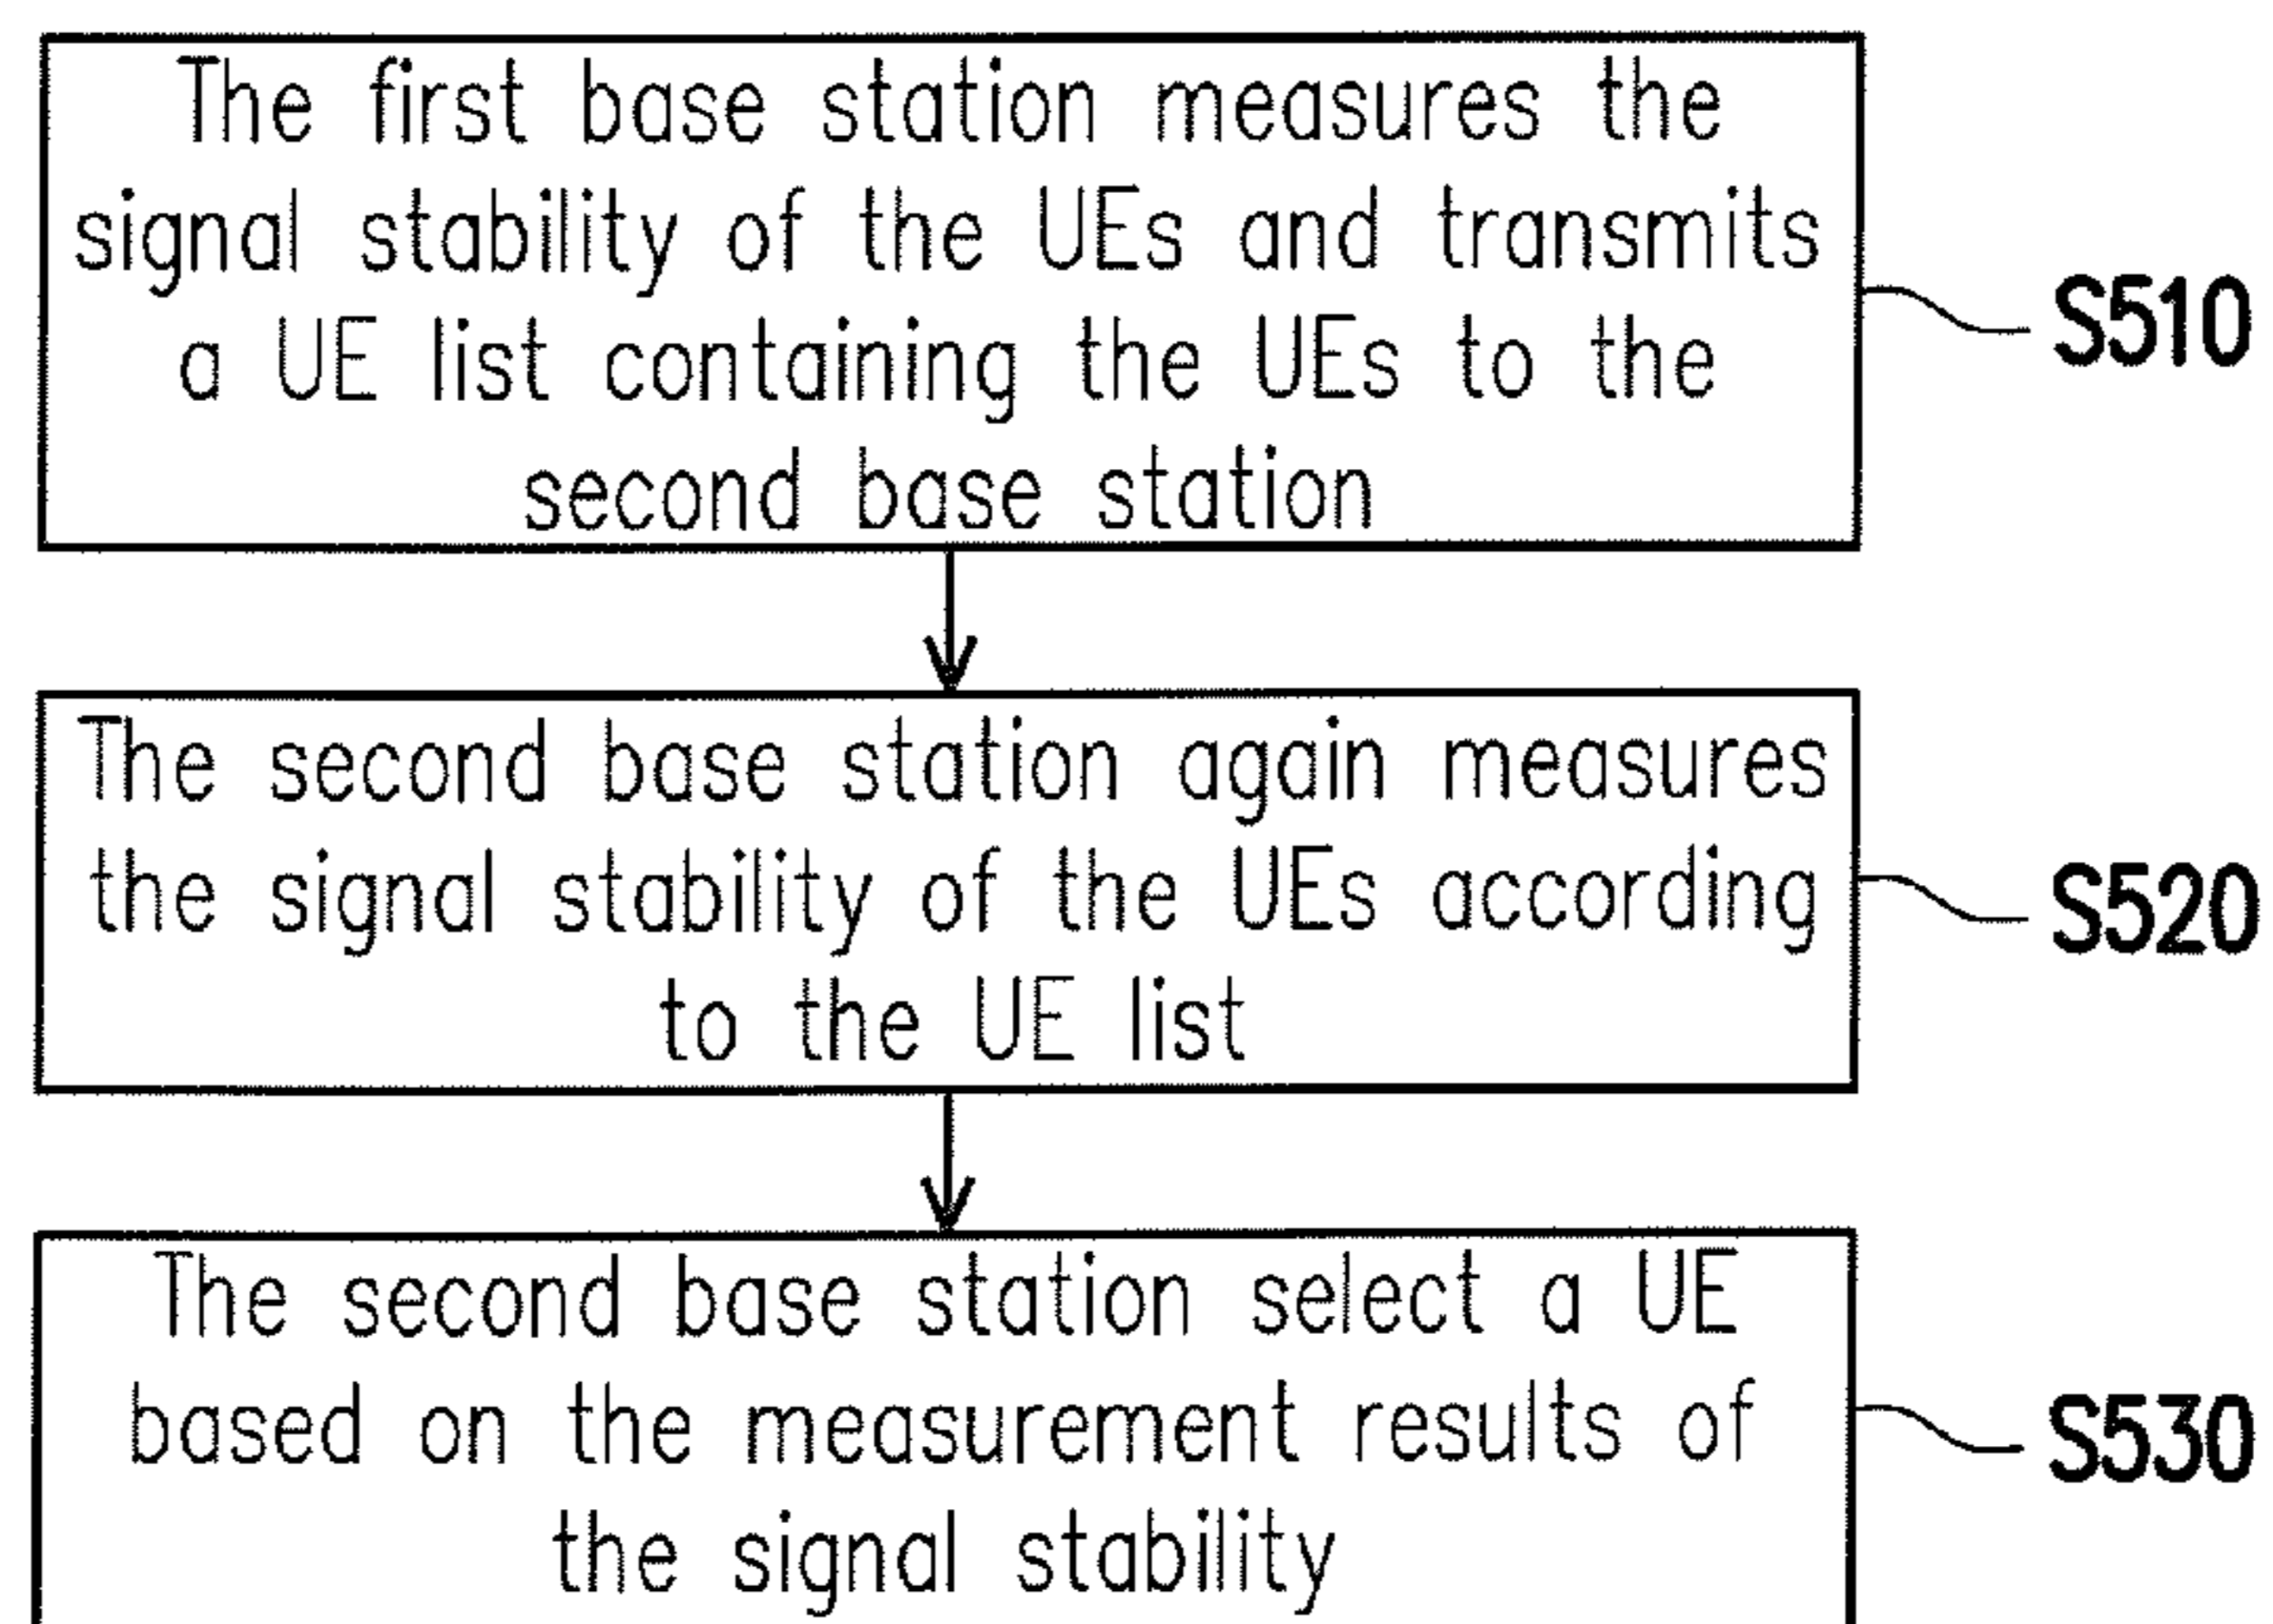 The first base station measures the
signal stability of the UEs and transmits
a UE list containing the UEs to the
second base station
S510
The second base station again measures
the signal stability of the UEs according
to the UE list
S520
The second base station select a UE
based on the measurement results of
the signal stability
S530